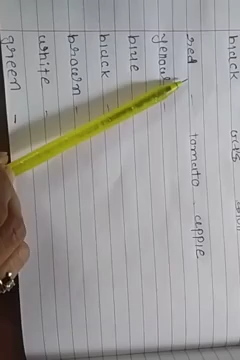 black
red - tomato - apple
yellow -
blue
black -
brown -
white -
green -